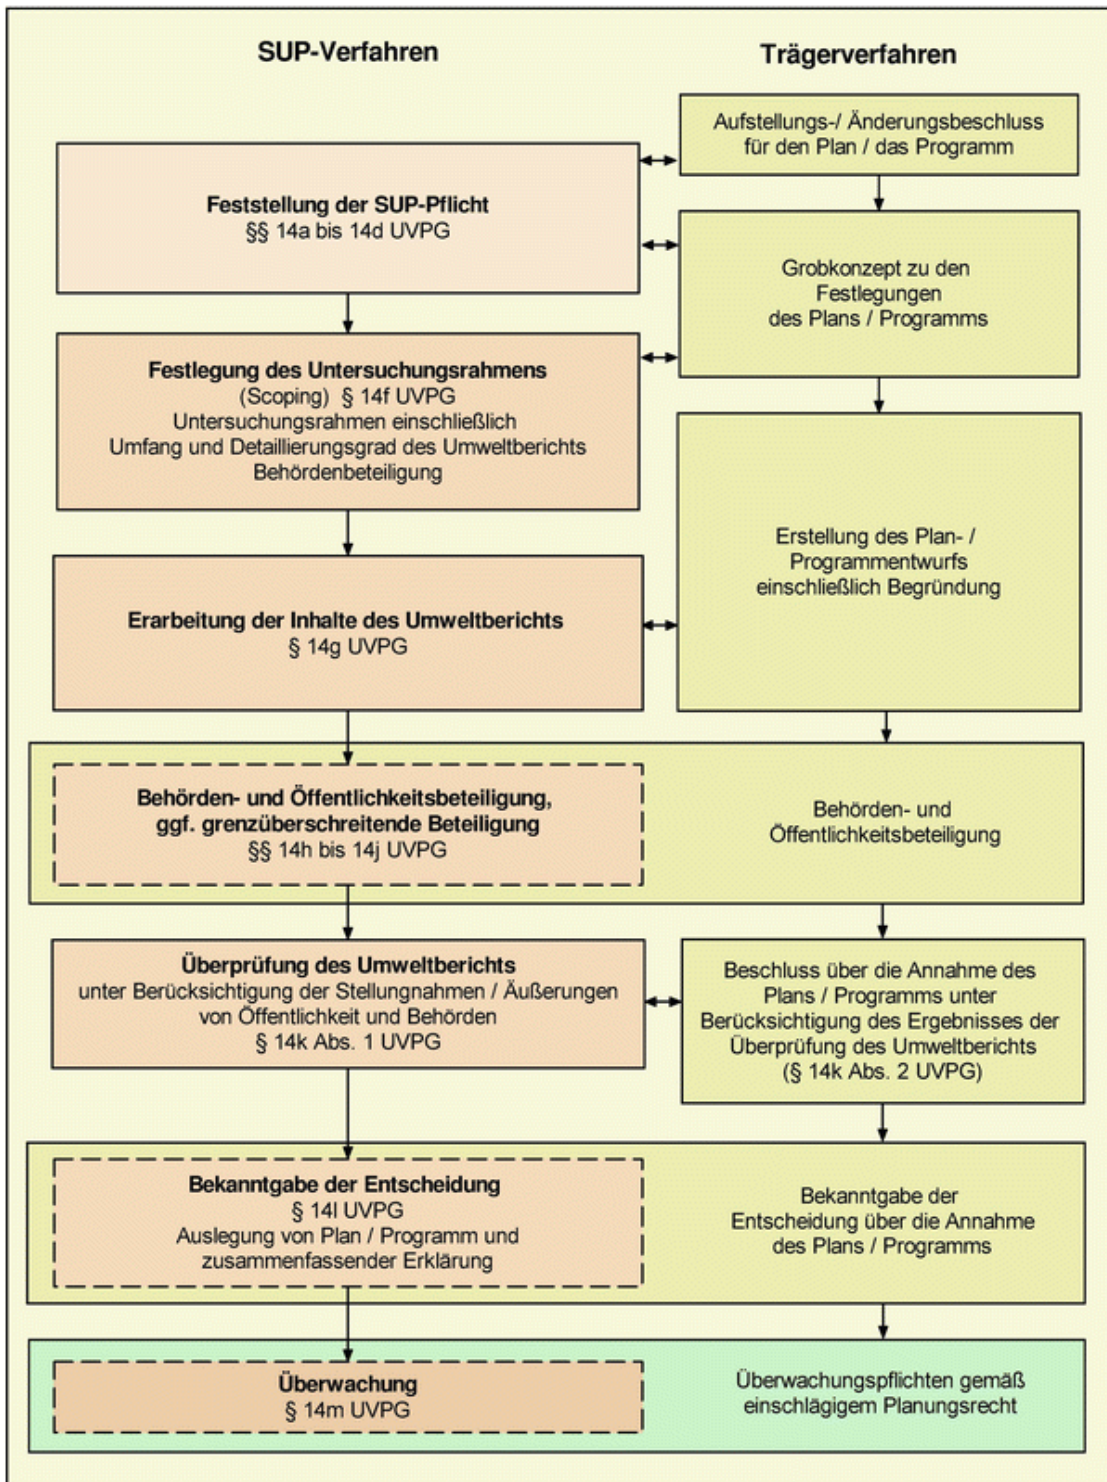 SUP-Verfahren
Trägerverfahren
Aufstellungs-/ Änderungsbeschluss
für den Plan / das Programm
Feststellung der SUP-Pflicht
§§ 14a bis 14d UVPG
Grobkonzept zu den
Festlegungen
des Plans / Programms
Festlegung des Untersuchungsrahmens
(Scoping) § 14f UVPG
Untersuchungsrahmen einschließlich
Umfang und Detaillierungsgrad des Umweltberichts
Behördenbeteiligung
Erstellung des Plan- /
Programmentwurfs
einschließlich Begründung
Erarbeitung der Inhalte des Umweltberichts
§ 14g UVPG
Behörden- und Öffentlichkeitsbeteiligung,
ggf. grenzüberschreitende Beteiligung
§§ 14h bis 14j UVPG
Behörden- und
Öffentlichkeitsbeteiligung
Überprüfung des Umweltberichts
unter Berücksichtigung der Stellungnahmen / Äußerungen
von Öffentlichkeit und Behörden
§ 14k Abs. 1 UVPG
Beschluss über die Annahme des
Plans / Programms unter
Berücksichtigung des Ergebnisses der
Überprüfung des Umweltberichts
(§ 14k Abs. 2 UVPG)
Bekanntgabe der Entscheidung
§ 14l UVPG
Auslegung von Plan / Programm und
zusammenfassender Erklärung
Bekanntgabe der
Entscheidung über die Annahme
des Plans / Programms
Überwachung
§ 14m UVPG
Überwachungspflichten gemäß
einschlägigem Planungsrecht